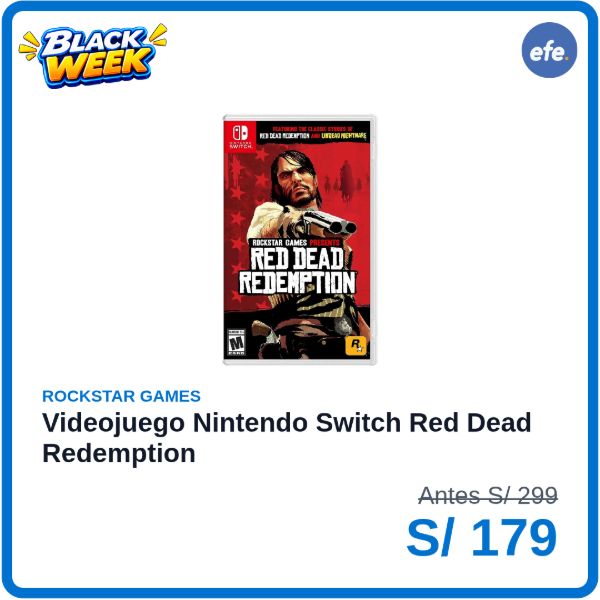 BLACK
WEEK
efe.
NINTENDO
SWITCH
FEATURING THE CLASSIC STORIES OF
RED DEAD REDEMPTION AND UNDEAD NIGHTMARE
ROCKSTAR GAMES PRESENTS
RED DEAD
REDEMPTION
M
ESRB
R
ROCKSTAR GAMES
Videojuego Nintendo Switch Red Dead
Redemption
Antes S/ 299
S/ 179